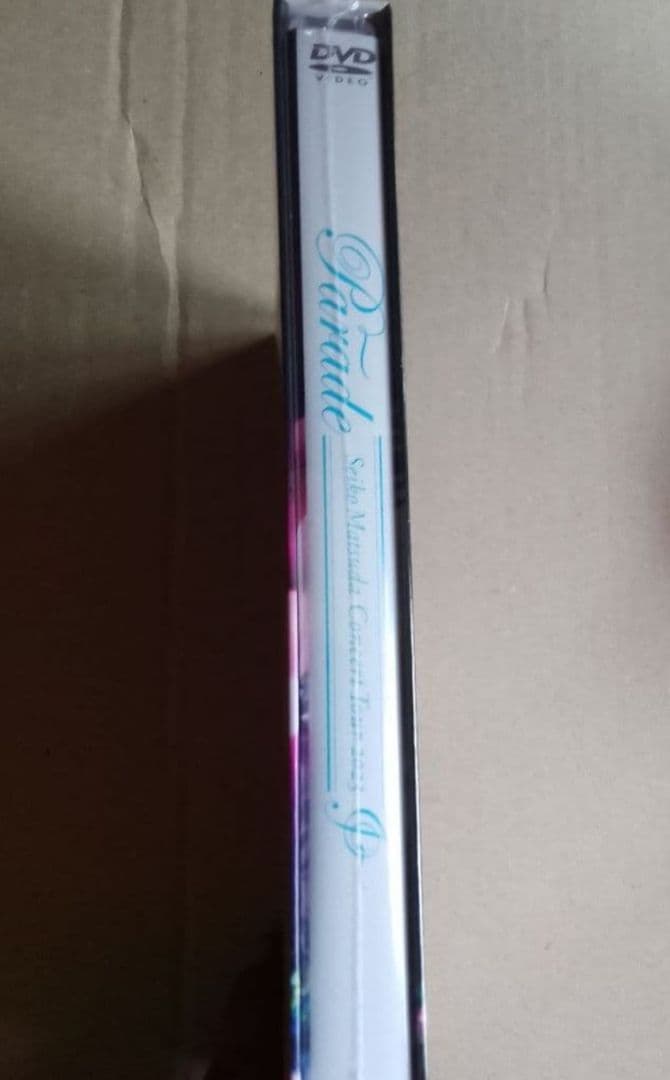 DVD
VIDEO
Parade
Seiko Matsuda Concert Tour 2023
P